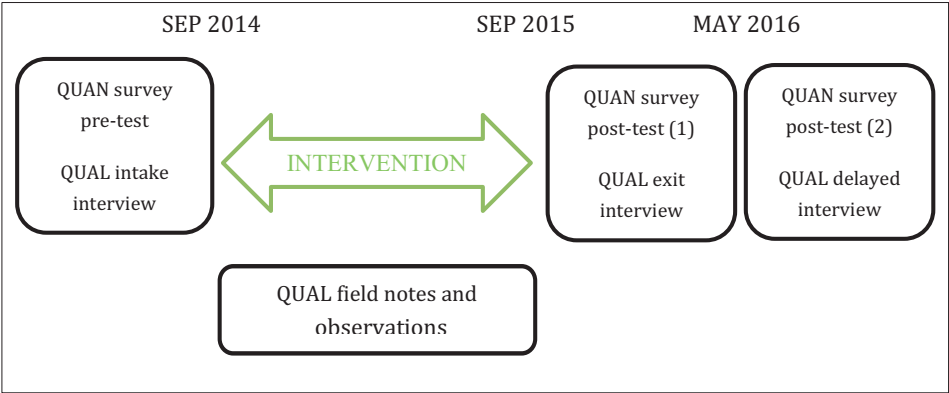 SEP 2014
SEP 2015
MAY 2016
QUAN survey
pre-test
QUAL intake
interview
INTERVENTION
QUAN survey
post-test (1)
QUAL exit
interview
QUAN survey
post-test (2)
QUAL delayed
interview
QUAL field notes and
observations